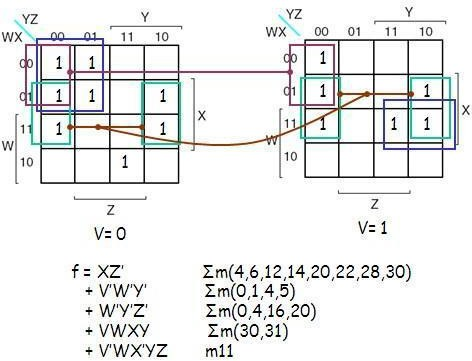 Y
YZ
WX 00 01 11 10
00 1 1
01 1 1 1
X
11 1 1
W
10 1
Z
V= 0
Y
YZ
WX 00 01 11 10
00 1
01 1 1
X
11 1 1 1
W
10
Z
V= 1
f = XZ' Σm(4,6,12,14,20,22,28,30)
+ V'W'Y' Σm(0,1,4,5)
+ W'Y'Z' Σm(0,4,16,20)
+ VWXY Σm(30,31)
+ V'WX'YZ m11